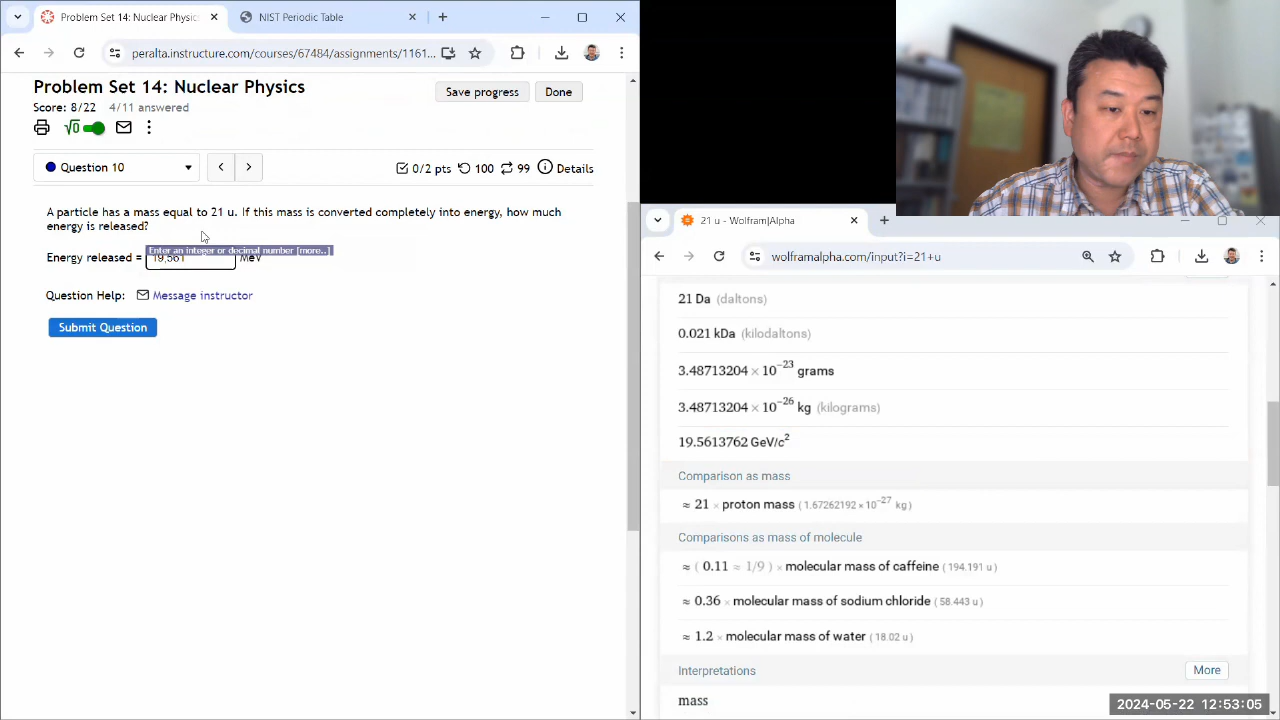 Problem Set 14: Nuclear Physic
NIST Periodic Table
peralta.instructure.com/courses/67484/assignments/1161...
Problem Set 14: Nuclear Physics
Save progress
Done
Score: 8/22 4/11 answered
√0
Question 10
0/2 pts 100 99 Details
A particle has a mass equal to 21 u. If this mass is converted completely into energy, how much
energy is released?
Enter an integer or decimal number [more..]
Energy released = 19,561 MeV
Question Help: Message instructor
Submit Question
21 u - Wolfram|Alpha
wolframalpha.com/input?i=21+u
21 Da (daltons)
0.021 kDa (kilodaltons)
3.48713204 × 10⁻²³ grams
3.48713204 × 10⁻²⁶ kg (kilograms)
19.5613762 GeV/c²
Comparison as mass
≈ 21 × proton mass ( 1.67262192 × 10⁻²⁷ kg )
Comparisons as mass of molecule
≈ ( 0.11 ≈ 1/9 ) × molecular mass of caffeine ( 194.191 u )
≈ 0.36 × molecular mass of sodium chloride ( 58.443 u )
≈ 1.2 × molecular mass of water ( 18.02 u )
Interpretations
More
mass
2024-05-22 12:53:05